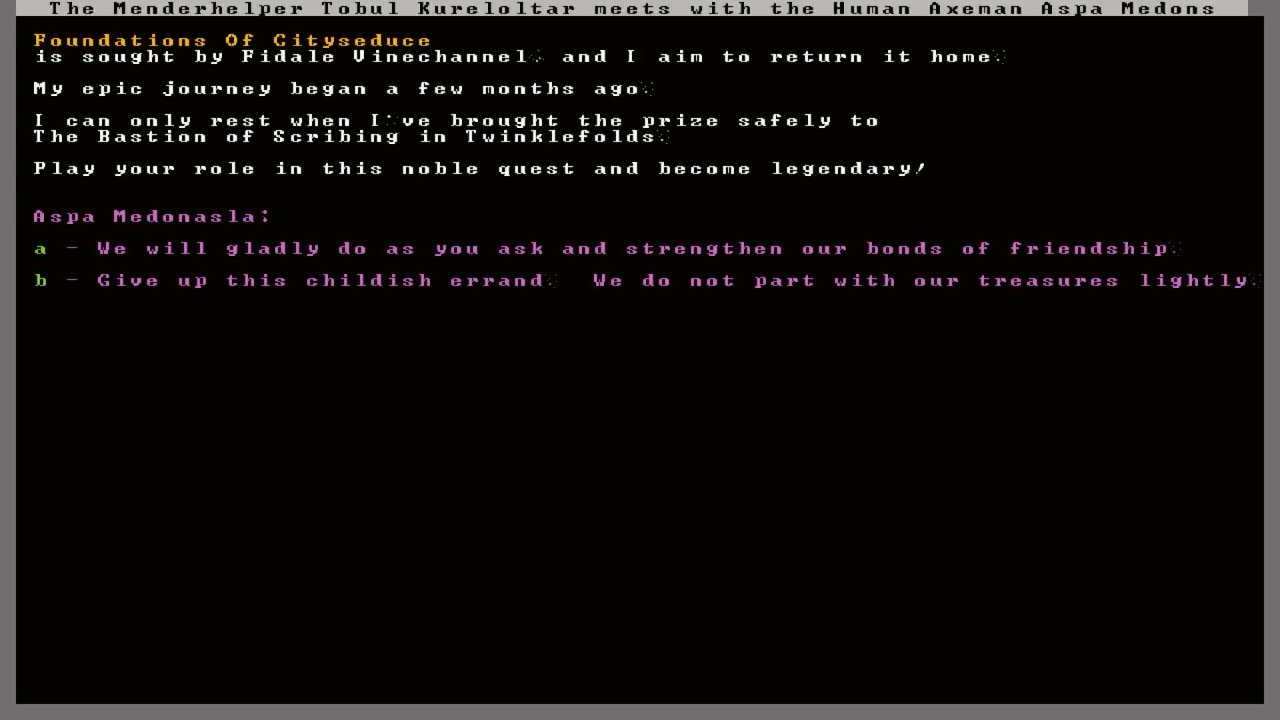 The Menderhelper Tobul Kureloltar meets with the Human Axeman Aspa Medons
Foundations Of Cityseduce
is sought by Fidale Vinechannel, and I aim to return it home.
My epic journey began a few months ago.
I can only rest when I've brought the prize safely to
The Bastion of Scribing in Twinklefolds.
Play your role in this noble quest and become legendary!
Aspa Medonasla:
a - We will gladly do as you ask and strengthen our bonds of friendship.
b - Give up this childish errand.  We do not part with our treasures lightly.